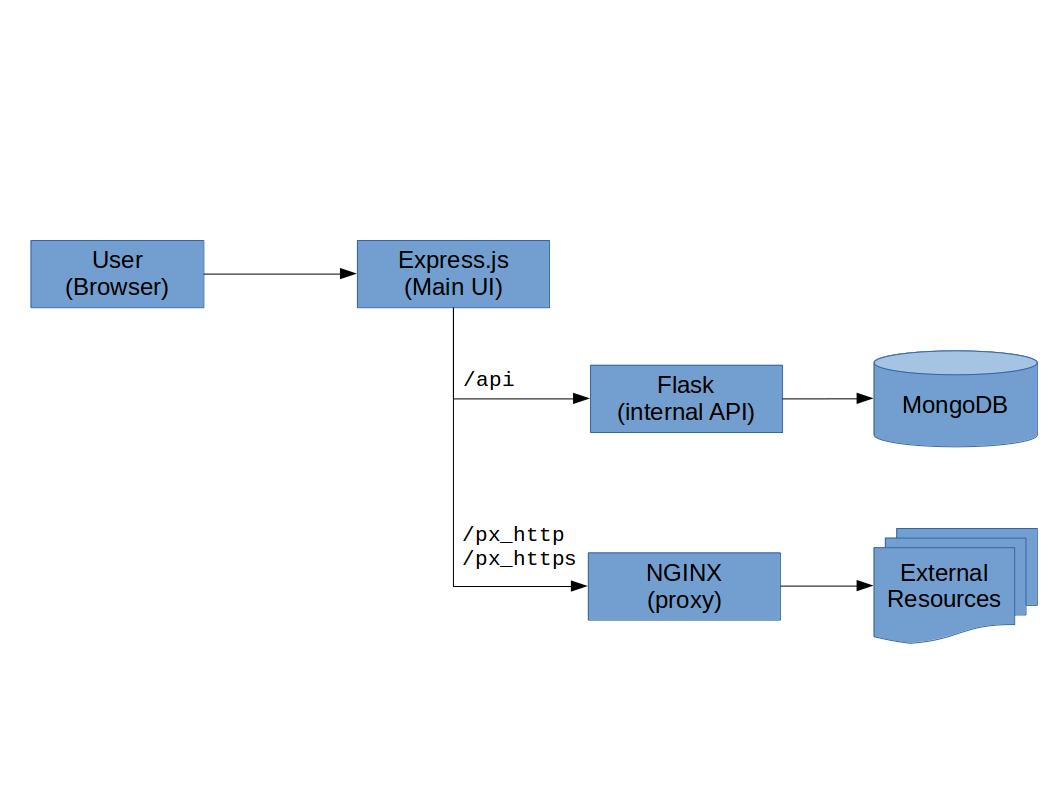 User
(Browser)
Express.js
(Main UI)
/api
Flask
(internal API)
MongoDB
/px_http
/px_https
NGINX
(proxy)
External
Resources